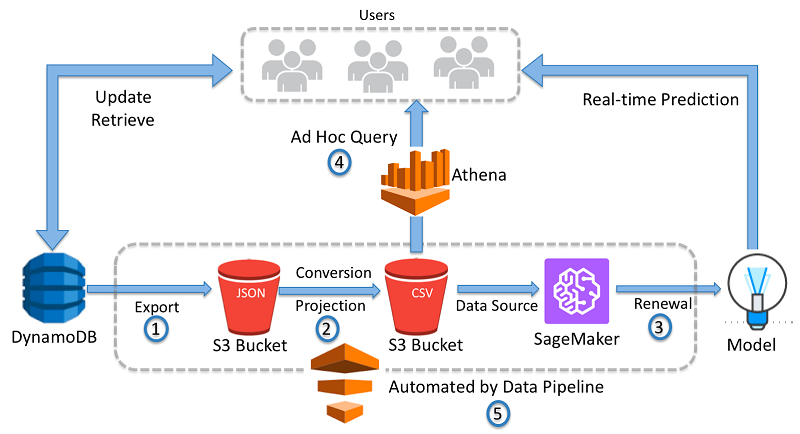 Users
Update
Retrieve
Real-time Prediction
Ad Hoc Query
4
Athena
JSON
Conversion
CSV
Export
Projection
Data Source
Renewal
1
2
3
DynamoDB
S3 Bucket
S3 Bucket
SageMaker
Model
Automated by Data Pipeline
5